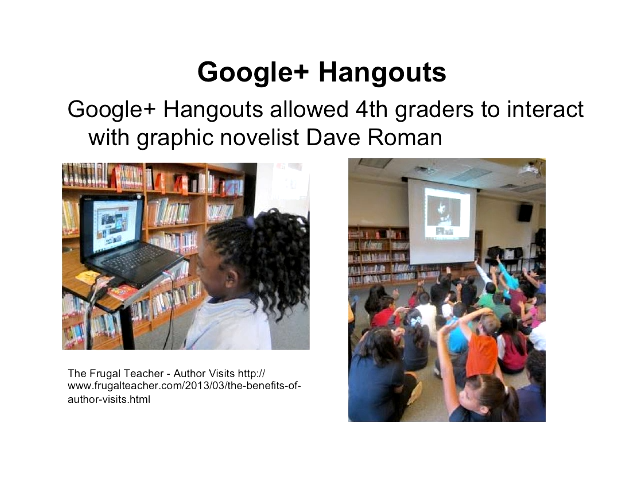 Google+ Hangouts
Google+ Hangouts allowed 4th graders to interact
with graphic novelist Dave Roman
The Frugal Teacher - Author Visits http://
www.frugalteacher.com/2013/03/the-benefits-of-
author-visits.html